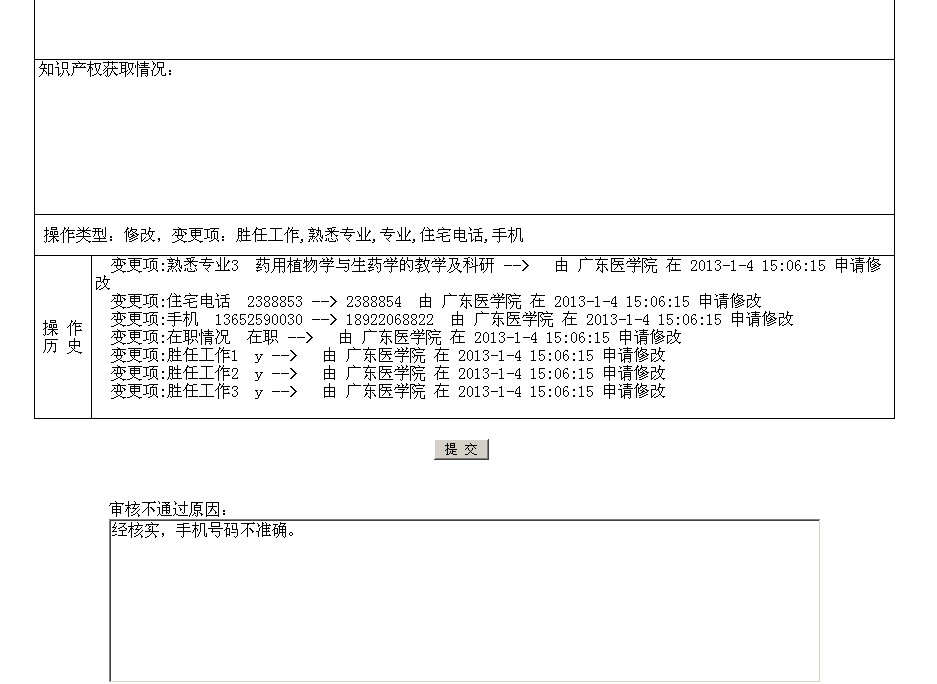 知识产权获取情况：
操作类型：修改，变更项：胜任工作,熟悉专业,专业,住宅电话,手机
操 作
历 史
变更项:熟悉专业3 药用植物学与生药学的教学及科研 --> 由 广东医学院 在 2013-1-4 15:06:15 申请修
改
变更项:住宅电话 2388853 --> 2388854 由 广东医学院 在 2013-1-4 15:06:15 申请修改
变更项:手机 13652590030 --> 18922068822 由 广东医学院 在 2013-1-4 15:06:15 申请修改
变更项:在职情况 在职 --> 由 广东医学院 在 2013-1-4 15:06:15 申请修改
变更项:胜任工作1 y --> 由 广东医学院 在 2013-1-4 15:06:15 申请修改
变更项:胜任工作2 y --> 由 广东医学院 在 2013-1-4 15:06:15 申请修改
变更项:胜任工作3 y --> 由 广东医学院 在 2013-1-4 15:06:15 申请修改
提 交
审核不通过原因：
经核实，手机号码不准确。